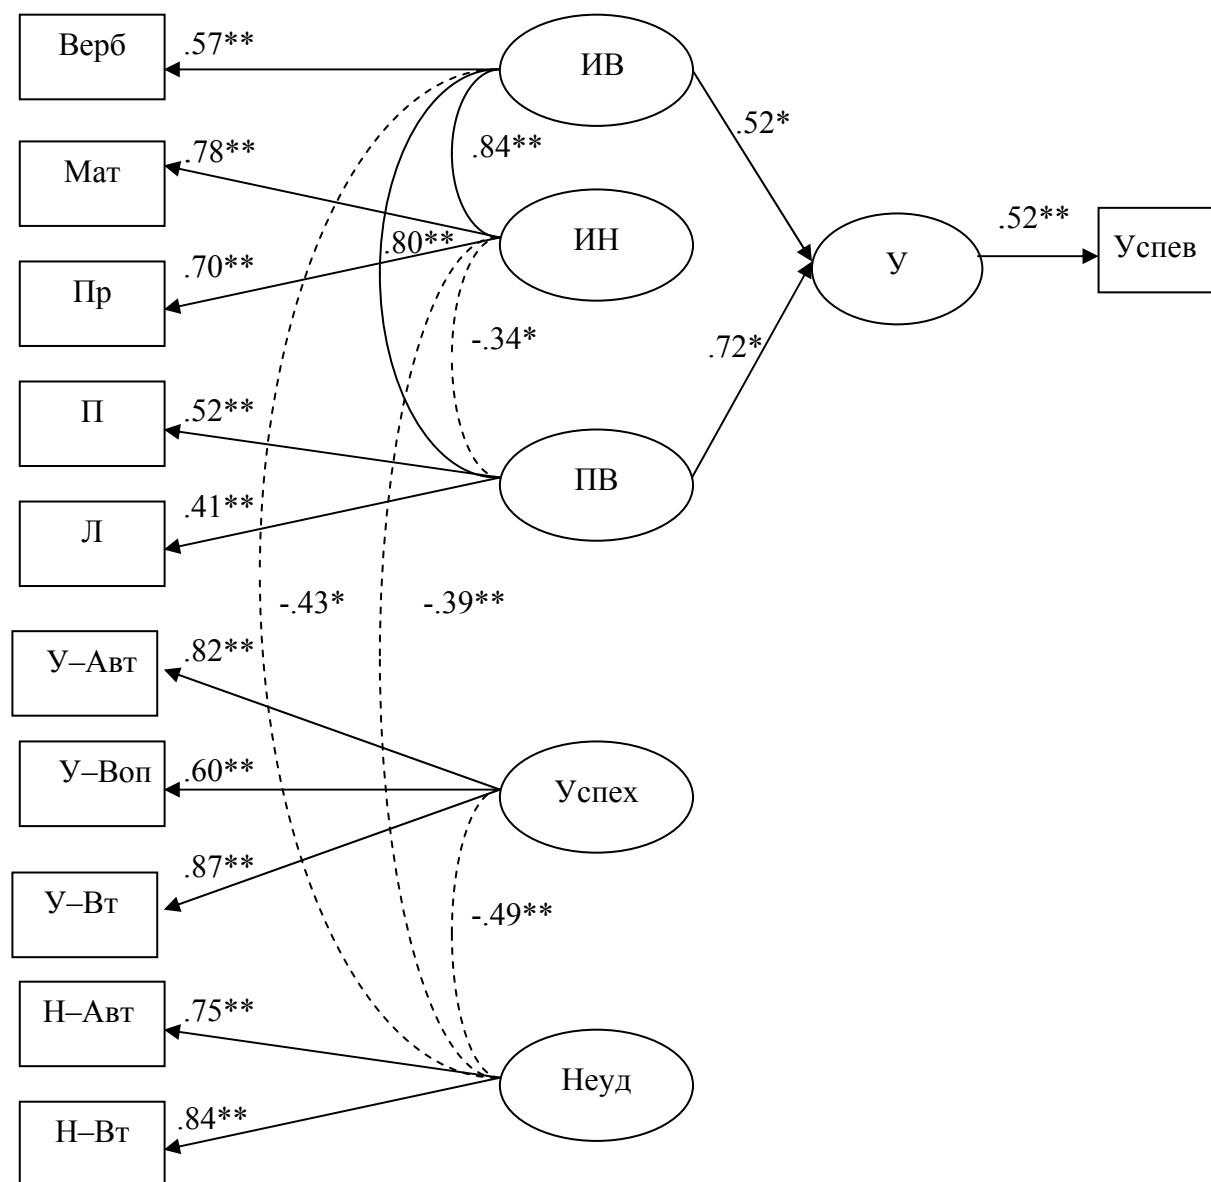 Верб
.57**
ИВ
.52*
Мат
.78**
.84**
ИН
.80**
Пр
.70**
У
.52**
Успев
-.34*
.72*
П
.52**
ПВ
Л
.41**
-.43*
-.39**
У–Авт
.82**
У–Воп
.60**
Успех
У–Вт
.87**
-.49**
Н–Авт
.75**
Неуд
Н–Вт
.84**